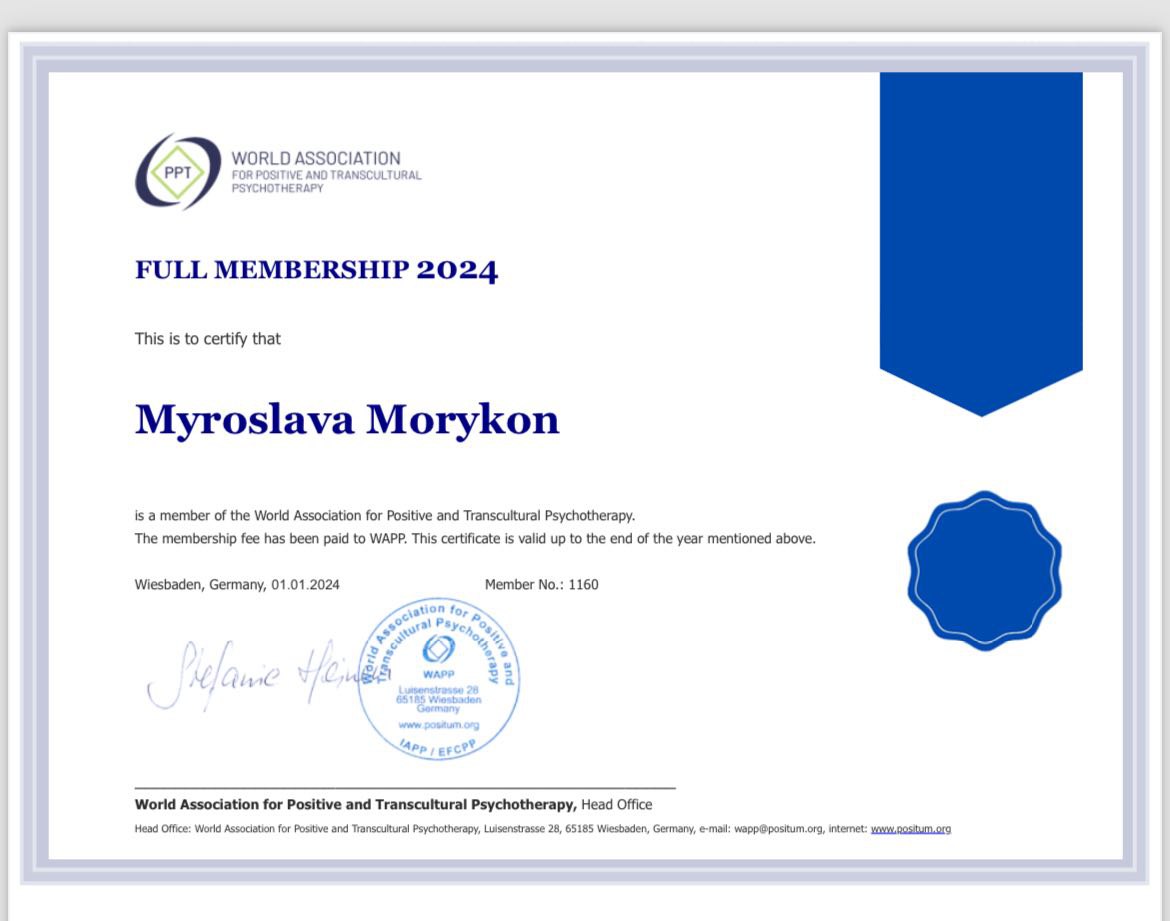 PPT
WORLD ASSOCIATION
FOR POSITIVE AND TRANSCULTURAL
PSYCHOTHERAPY
FULL MEMBERSHIP 2024
This is to certify that
Myroslava Morykon
is a member of the World Association for Positive and Transcultural Psychotherapy.
The membership fee has been paid to WAPP. This certificate is valid up to the end of the year mentioned above.
Wiesbaden, Germany, 01.01.2024 Member No.: 1160
World Association for Positive and
Transcultural Psychotherapy
WAPP
Luisenstrasse 28
65185 Wiesbaden
Germany
www.positum.org
IAPP / EFCPP
Stefanie
World Association for Positive and Transcultural Psychotherapy, Head Office
Head Office: World Association for Positive and Transcultural Psychotherapy, Luisenstrasse 28, 65185 Wiesbaden, Germany, e-mail: wapp@positum.org, internet: www.positum.org